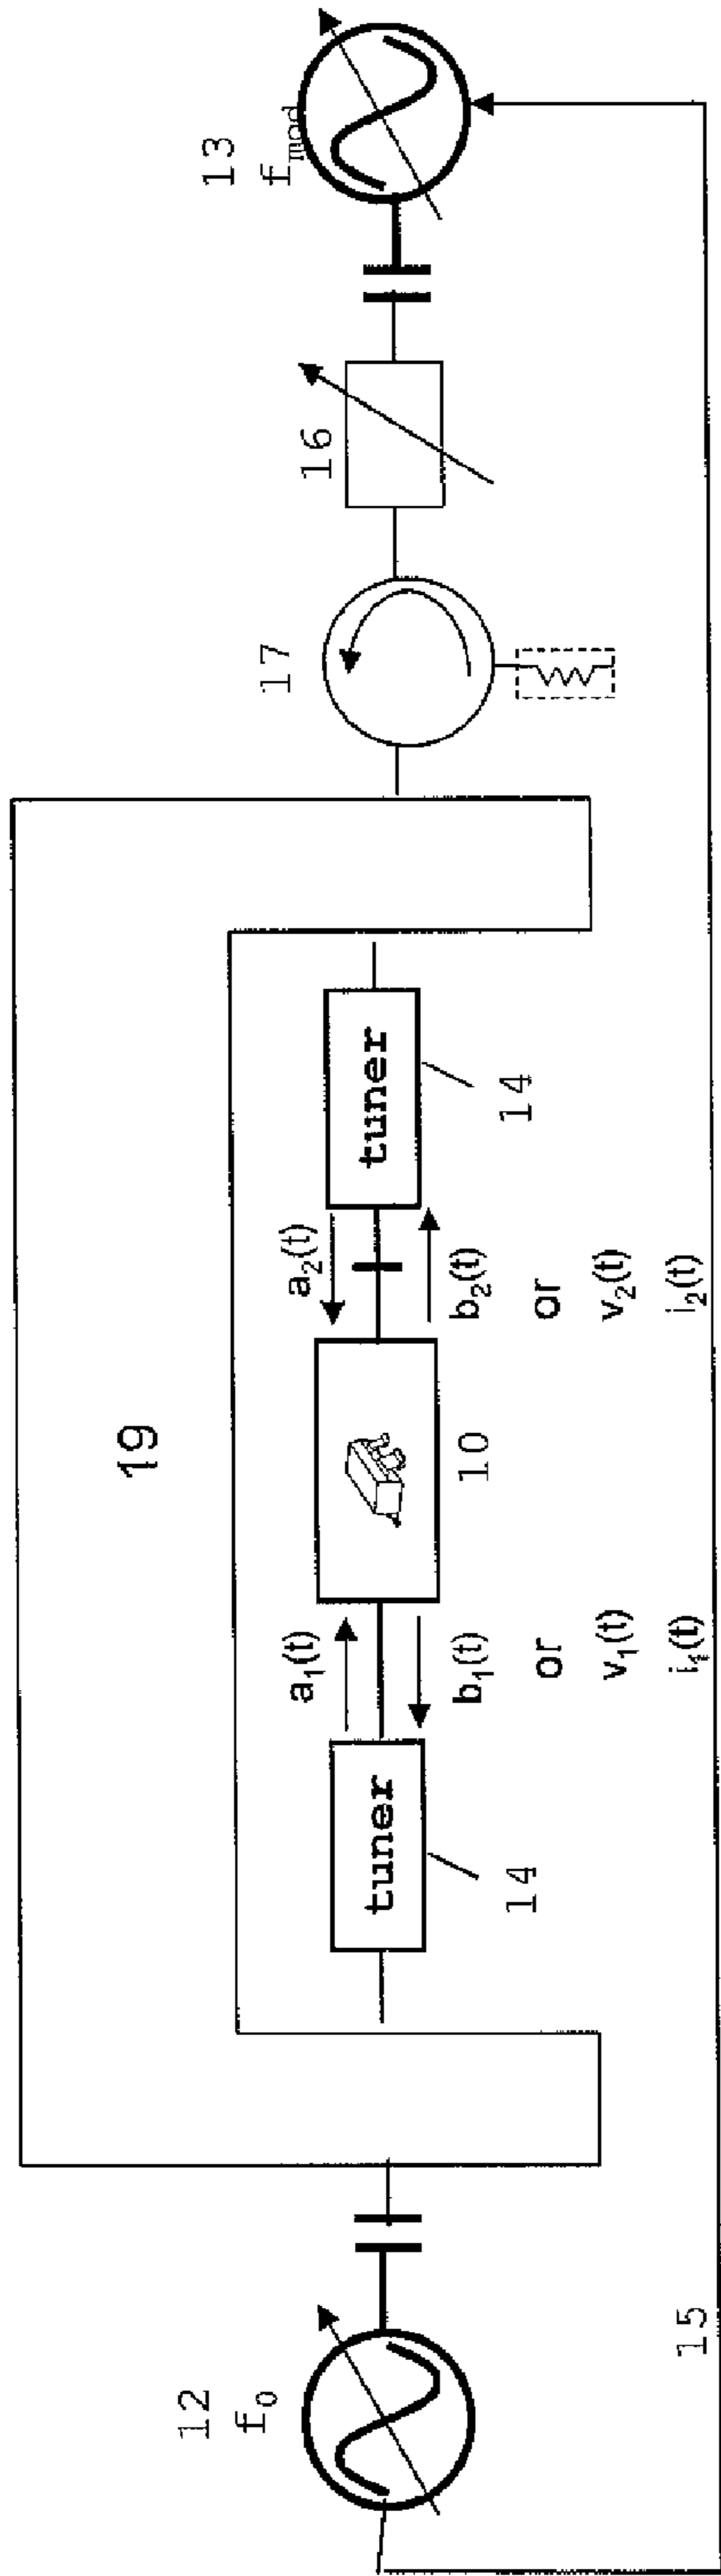 12
f₀
15
19
tuner
14
a₁(t)
b₁(t)
or
v₁(t)
i₁(t)
10
a₂(t)
b₂(t)
or
v₂(t)
i₂(t)
tuner
14
17
16
13
f_mod